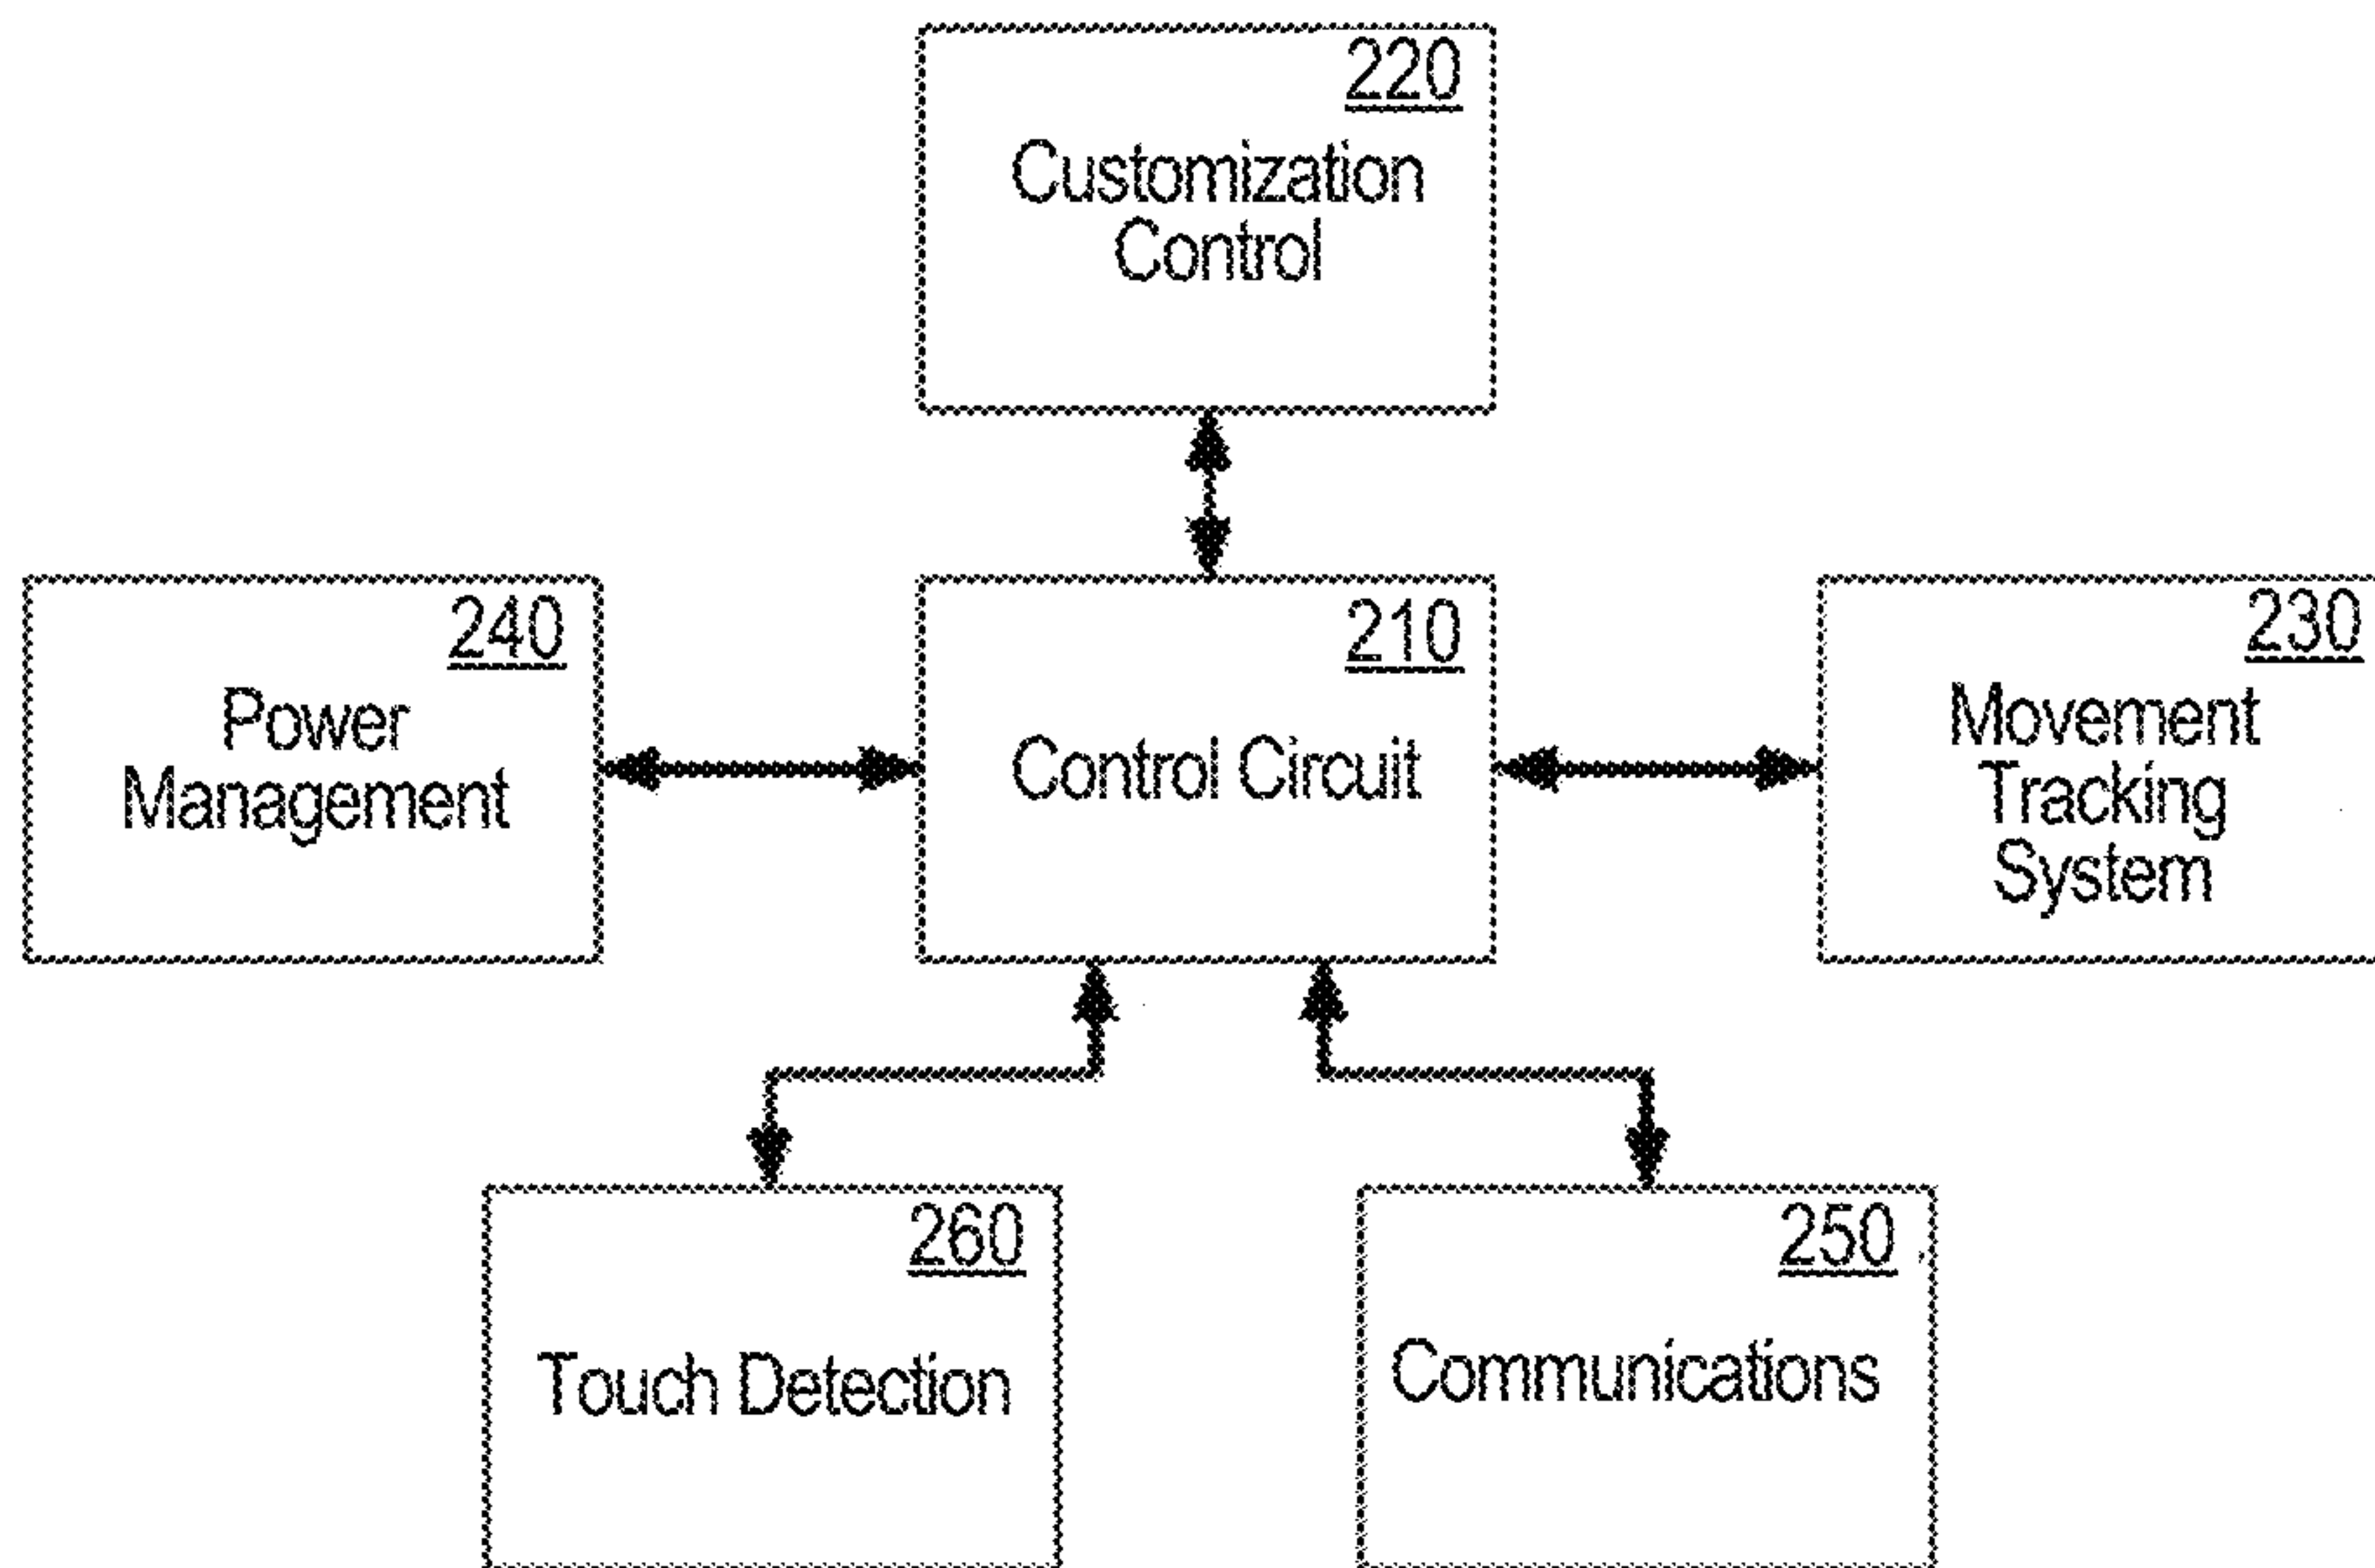 220
Customization
Control
240
Power
Management
210
Control Circuit
230
Movement
Tracking
System
260
Touch Detection
250
Communications